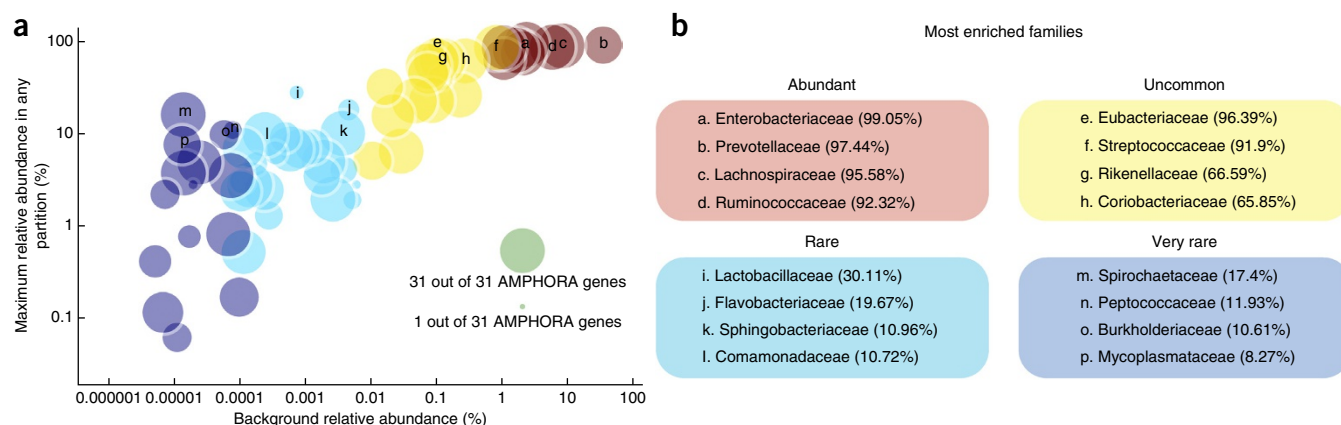 a
Maximum relative abundance in any
partition (%)
100
10
1
0.1
0.000001
0.00001
0.0001
0.001
0.01
0.1
1
10
100
Background relative abundance (%)
e
g
h
f
a
d
c
b
i
j
k
l
m
o
n
p
31 out of 31 AMPHORA genes
1 out of 31 AMPHORA genes
b
Most enriched families
Abundant
a. Enterobacteriaceae (99.05%)
b. Prevotellaceae (97.44%)
c. Lachnospiraceae (95.58%)
d. Ruminococcaceae (92.32%)
Uncommon
e. Eubacteriaceae (96.39%)
f. Streptococcaceae (91.9%)
g. Rikenellaceae (66.59%)
h. Coriobacteriaceae (65.85%)
Rare
i. Lactobacillaceae (30.11%)
j. Flavobacteriaceae (19.67%)
k. Sphingobacteriaceae (10.96%)
l. Comamonadaceae (10.72%)
Very rare
m. Spirochaetaceae (17.4%)
n. Peptococcaceae (11.93%)
o. Burkholderiaceae (10.61%)
p. Mycoplasmataceae (8.27%)